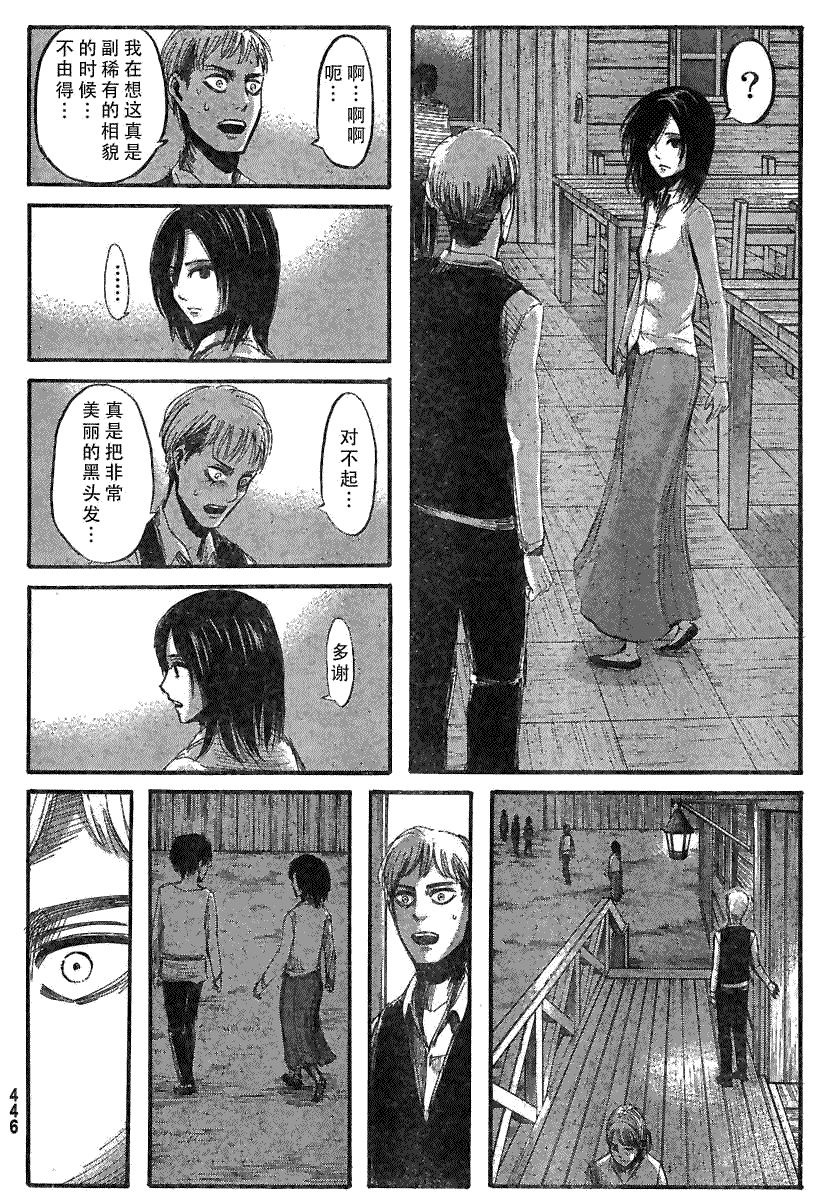 ？
啊…啊啊
呃…
我在想这真是
副稀有的相貌
的时候…
不由得…
……
对不起…
真是把非常
美丽的黑头发…
多谢
446